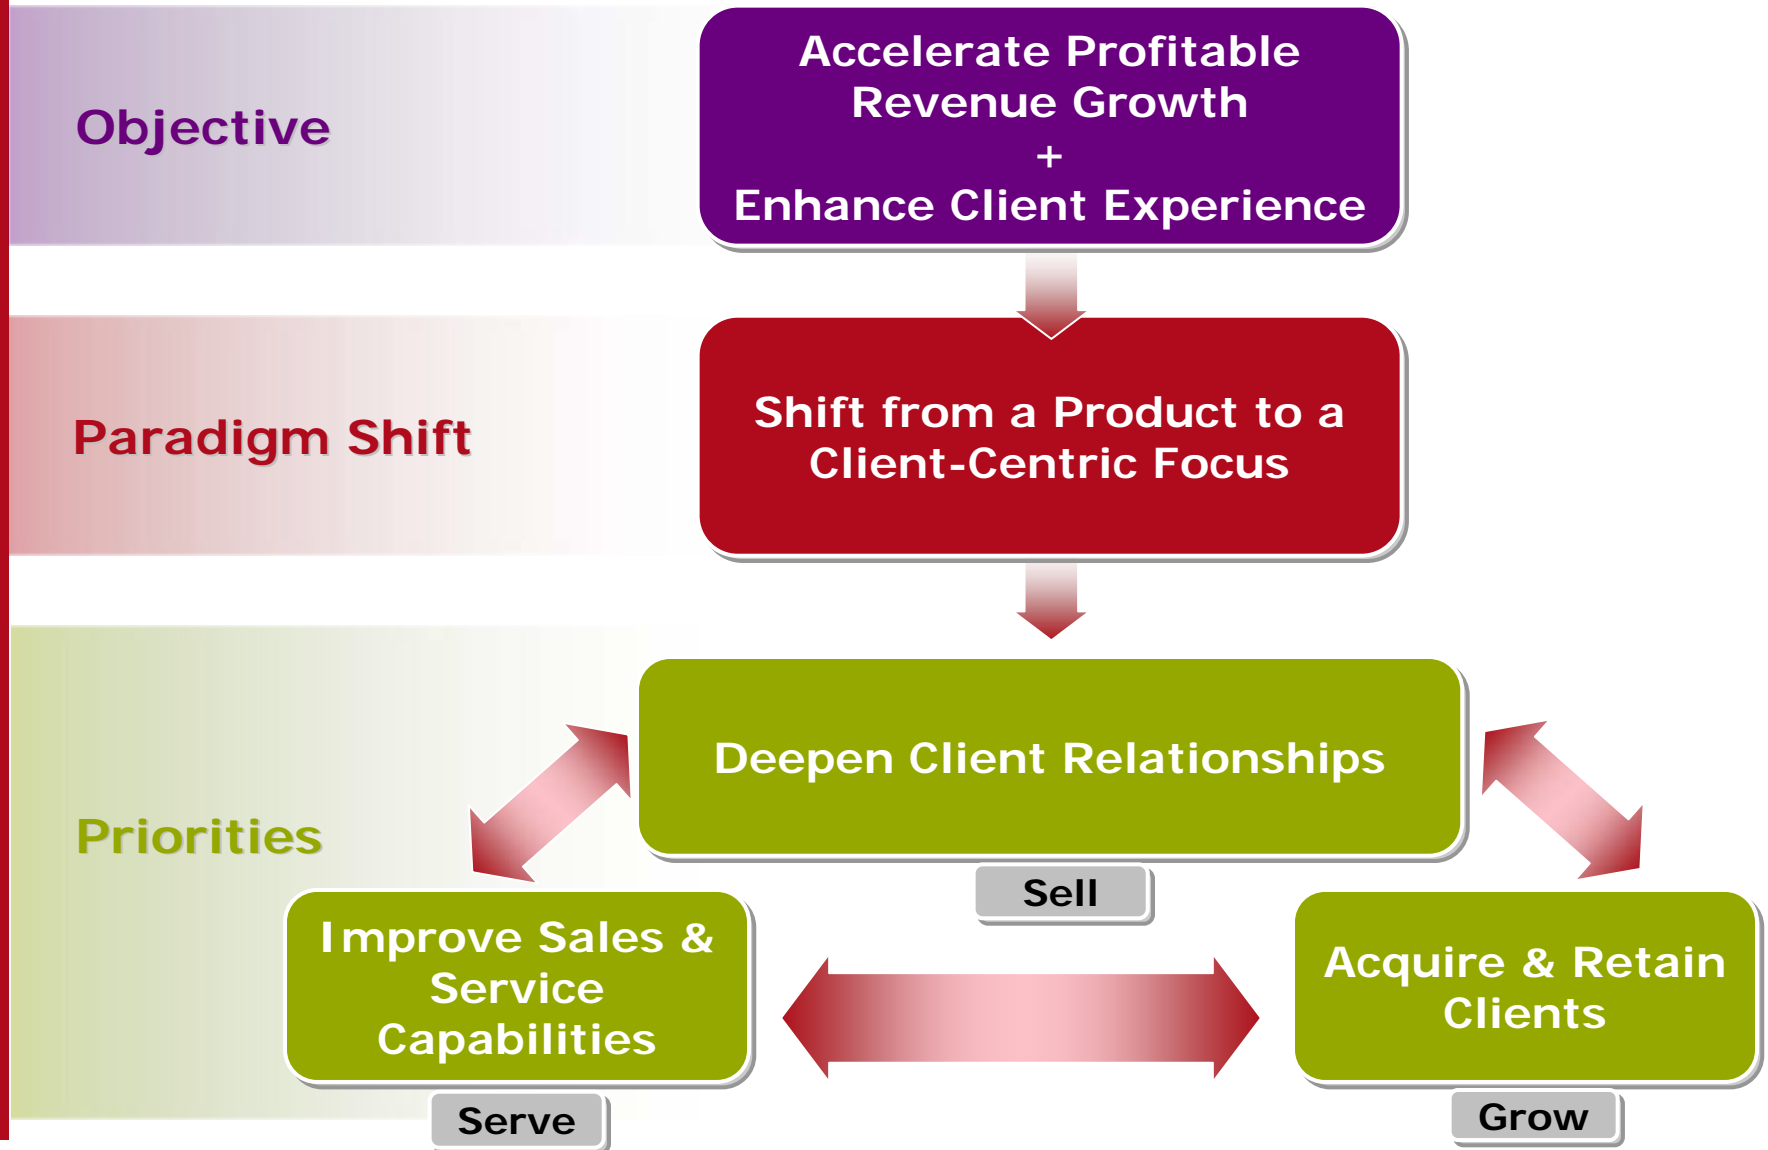 Objective
Accelerate Profitable
Revenue Growth
+
Enhance Client Experience
Paradigm Shift
Shift from a Product to a
Client-Centric Focus
Priorities
Deepen Client Relationships
Sell
Improve Sales &
Service
Capabilities
Serve
Acquire & Retain
Clients
Grow